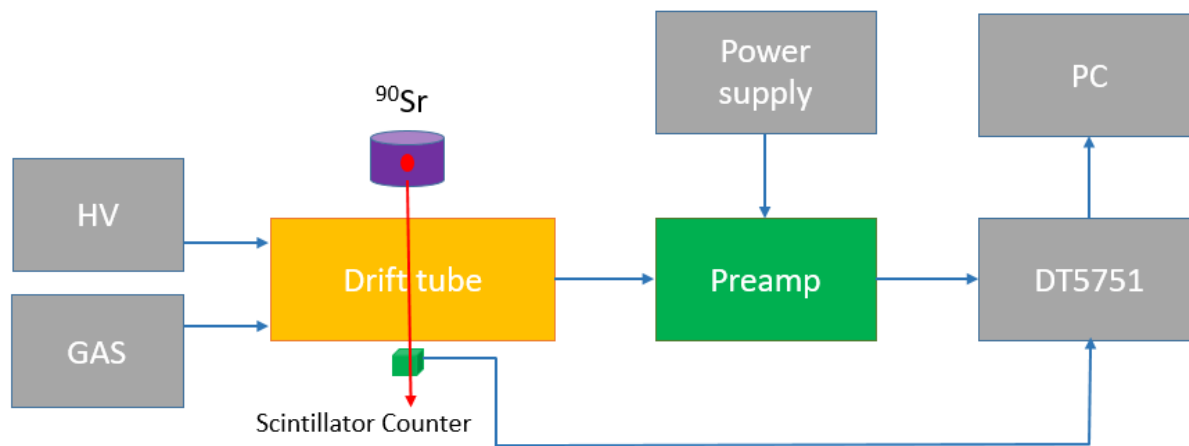 Power
supply
PC
⁹⁰Sr
HV
Drift tube
Preamp
DT5751
GAS
Scintillator Counter